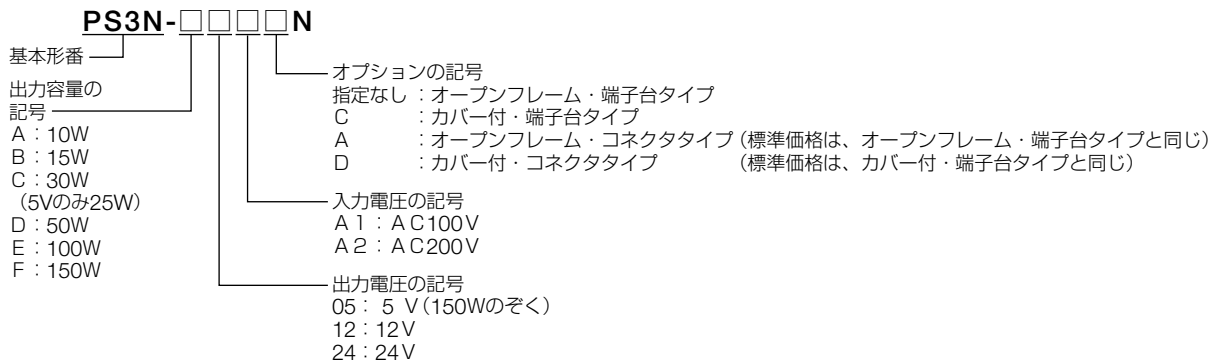 PS3N-□□□□N
基本形番
出力容量の
記号
A：10W
B：15W
C：30W
（5Vのみ25W）
D：50W
E：100W
F：150W
オプションの記号
指定なし：オープンフレーム・端子台タイプ
C：カバー付・端子台タイプ
A：オープンフレーム・コネクタタイプ（標準価格は、オープンフレーム・端子台タイプと同じ）
D：カバー付・コネクタタイプ（標準価格は、カバー付・端子台タイプと同じ）
入力電圧の記号
A1：AC100V
A2：AC200V
出力電圧の記号
05：5V（150Wのぞく）
12：12V
24：24V